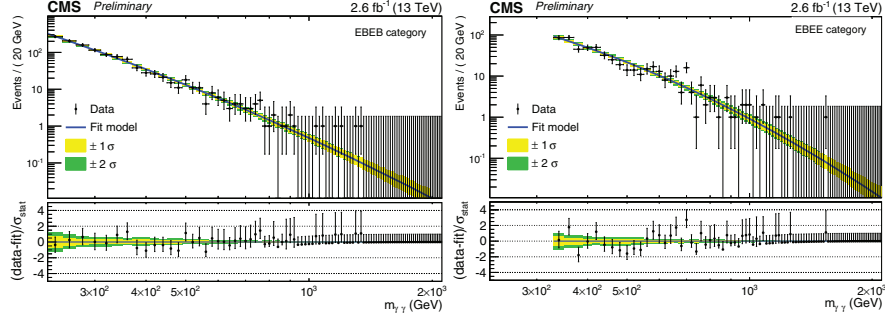 CMS Preliminary 2.6 fb⁻¹ (13 TeV)
Events / ( 20 GeV )
EBEB category
10²
10
1
10⁻¹
Data
Fit model
± 1 σ
± 2 σ
(data-fit)/σstat
4
2
0
-2
-4
3×10² 4×10² 5×10² 10³ 2×10³
mγγ (GeV)
CMS Preliminary 2.6 fb⁻¹ (13 TeV)
Events / ( 20 GeV )
EBEE category
10²
10
1
10⁻¹
Data
Fit model
± 1 σ
± 2 σ
(data-fit)/σstat
4
2
0
-2
-4
3×10² 4×10² 5×10² 10³ 2×10³
mγγ (GeV)